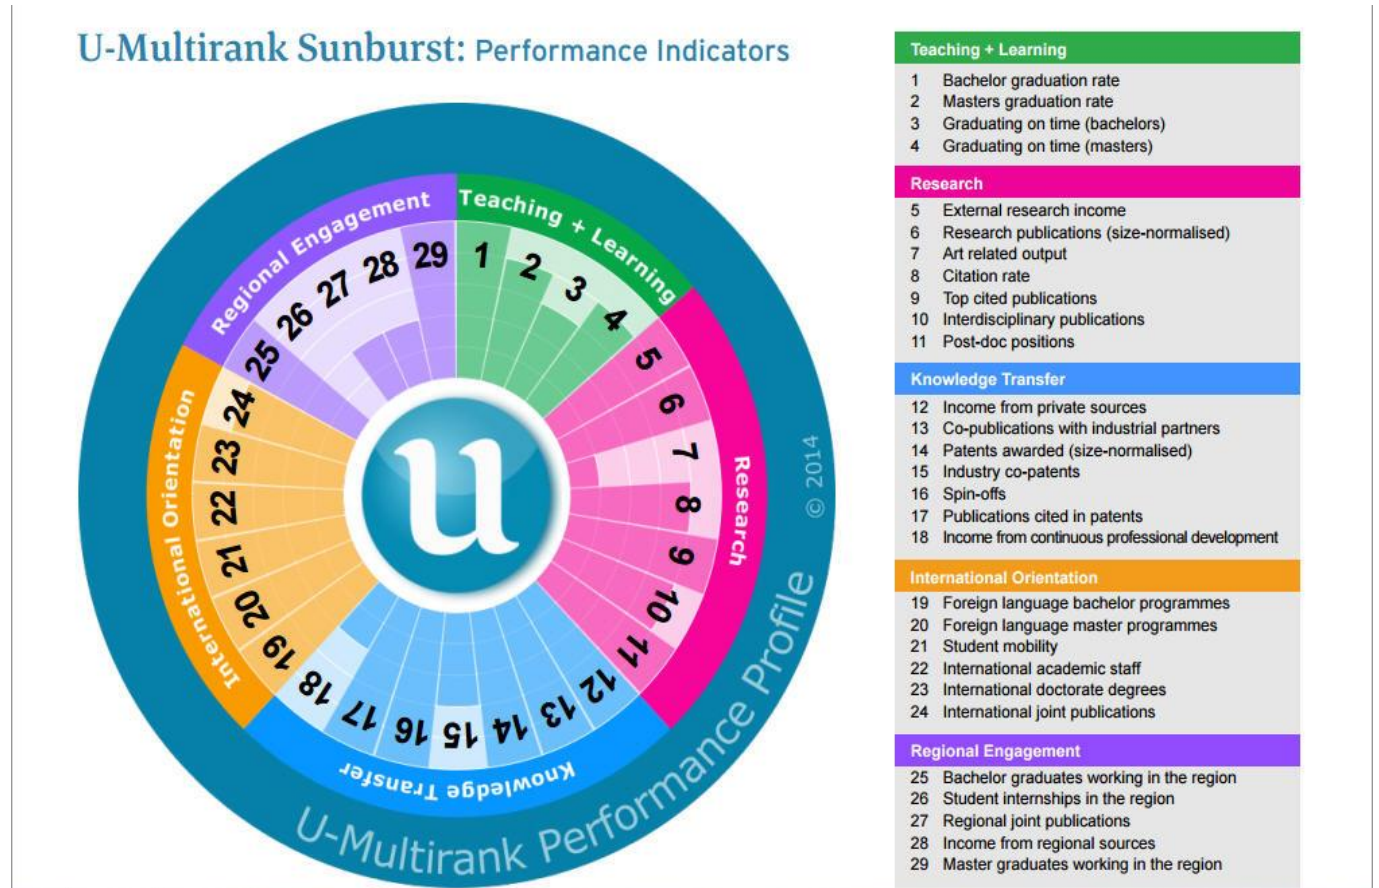 U-Multirank Sunburst: Performance Indicators
Teaching + Learning
1
2
3
4
Research
5
6
7
8
9
10
11
Knowledge Transfer
12
13
14
15
16
17
18
International Orientation
19
20
21
22
23
24
Regional Engagement
25
26
27
28
29
u
© 2014
U-Multirank Performance Profile
Teaching + Learning
1 Bachelor graduation rate
2 Masters graduation rate
3 Graduating on time (bachelors)
4 Graduating on time (masters)
Research
5 External research income
6 Research publications (size-normalised)
7 Art related output
8 Citation rate
9 Top cited publications
10 Interdisciplinary publications
11 Post-doc positions
Knowledge Transfer
12 Income from private sources
13 Co-publications with industrial partners
14 Patents awarded (size-normalised)
15 Industry co-patents
16 Spin-offs
17 Publications cited in patents
18 Income from continuous professional development
International Orientation
19 Foreign language bachelor programmes
20 Foreign language master programmes
21 Student mobility
22 International academic staff
23 International doctorate degrees
24 International joint publications
Regional Engagement
25 Bachelor graduates working in the region
26 Student internships in the region
27 Regional joint publications
28 Income from regional sources
29 Master graduates working in the region